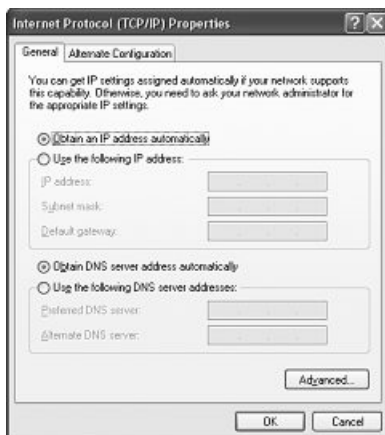 Internet Protocol (TCP/IP) Properties
General
Alternate Configuration
You can get IP settings assigned automatically if your network supports
this capability. Otherwise, you need to ask your network administrator for
the appropriate IP settings.
Obtain an IP address automatically
Use the following IP address:
IP address:
Subnet mask:
Default gateway:
Obtain DNS server address automatically
Use the following DNS server addresses:
Preferred DNS server:
Alternate DNS server:
Advanced...
OK
Cancel